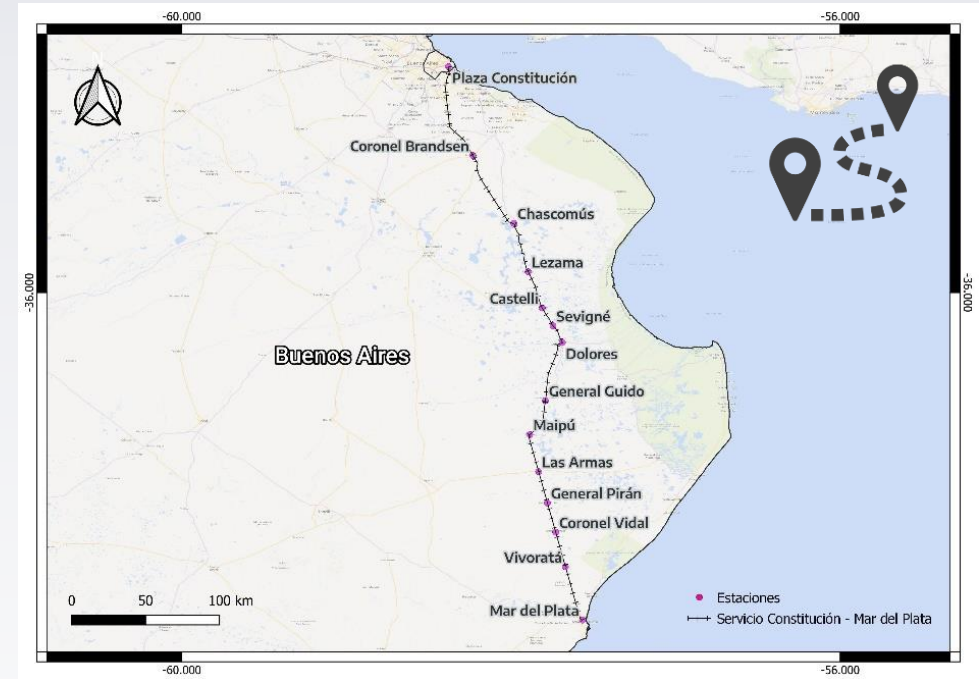 -60.000
-56.000
Plaza Constitución
Coronel Brandsen
Chascomús
Lezama
-36.000
-36.000
Castelli
Sevigné
Dolores
Buenos Aires
General Guido
Maipú
Las Armas
General Pirán
Coronel Vidal
Vivoratá
0 50 100 km
Estaciones
Mar del Plata
Servicio Constitución - Mar del Plata
-60.000
-56.000